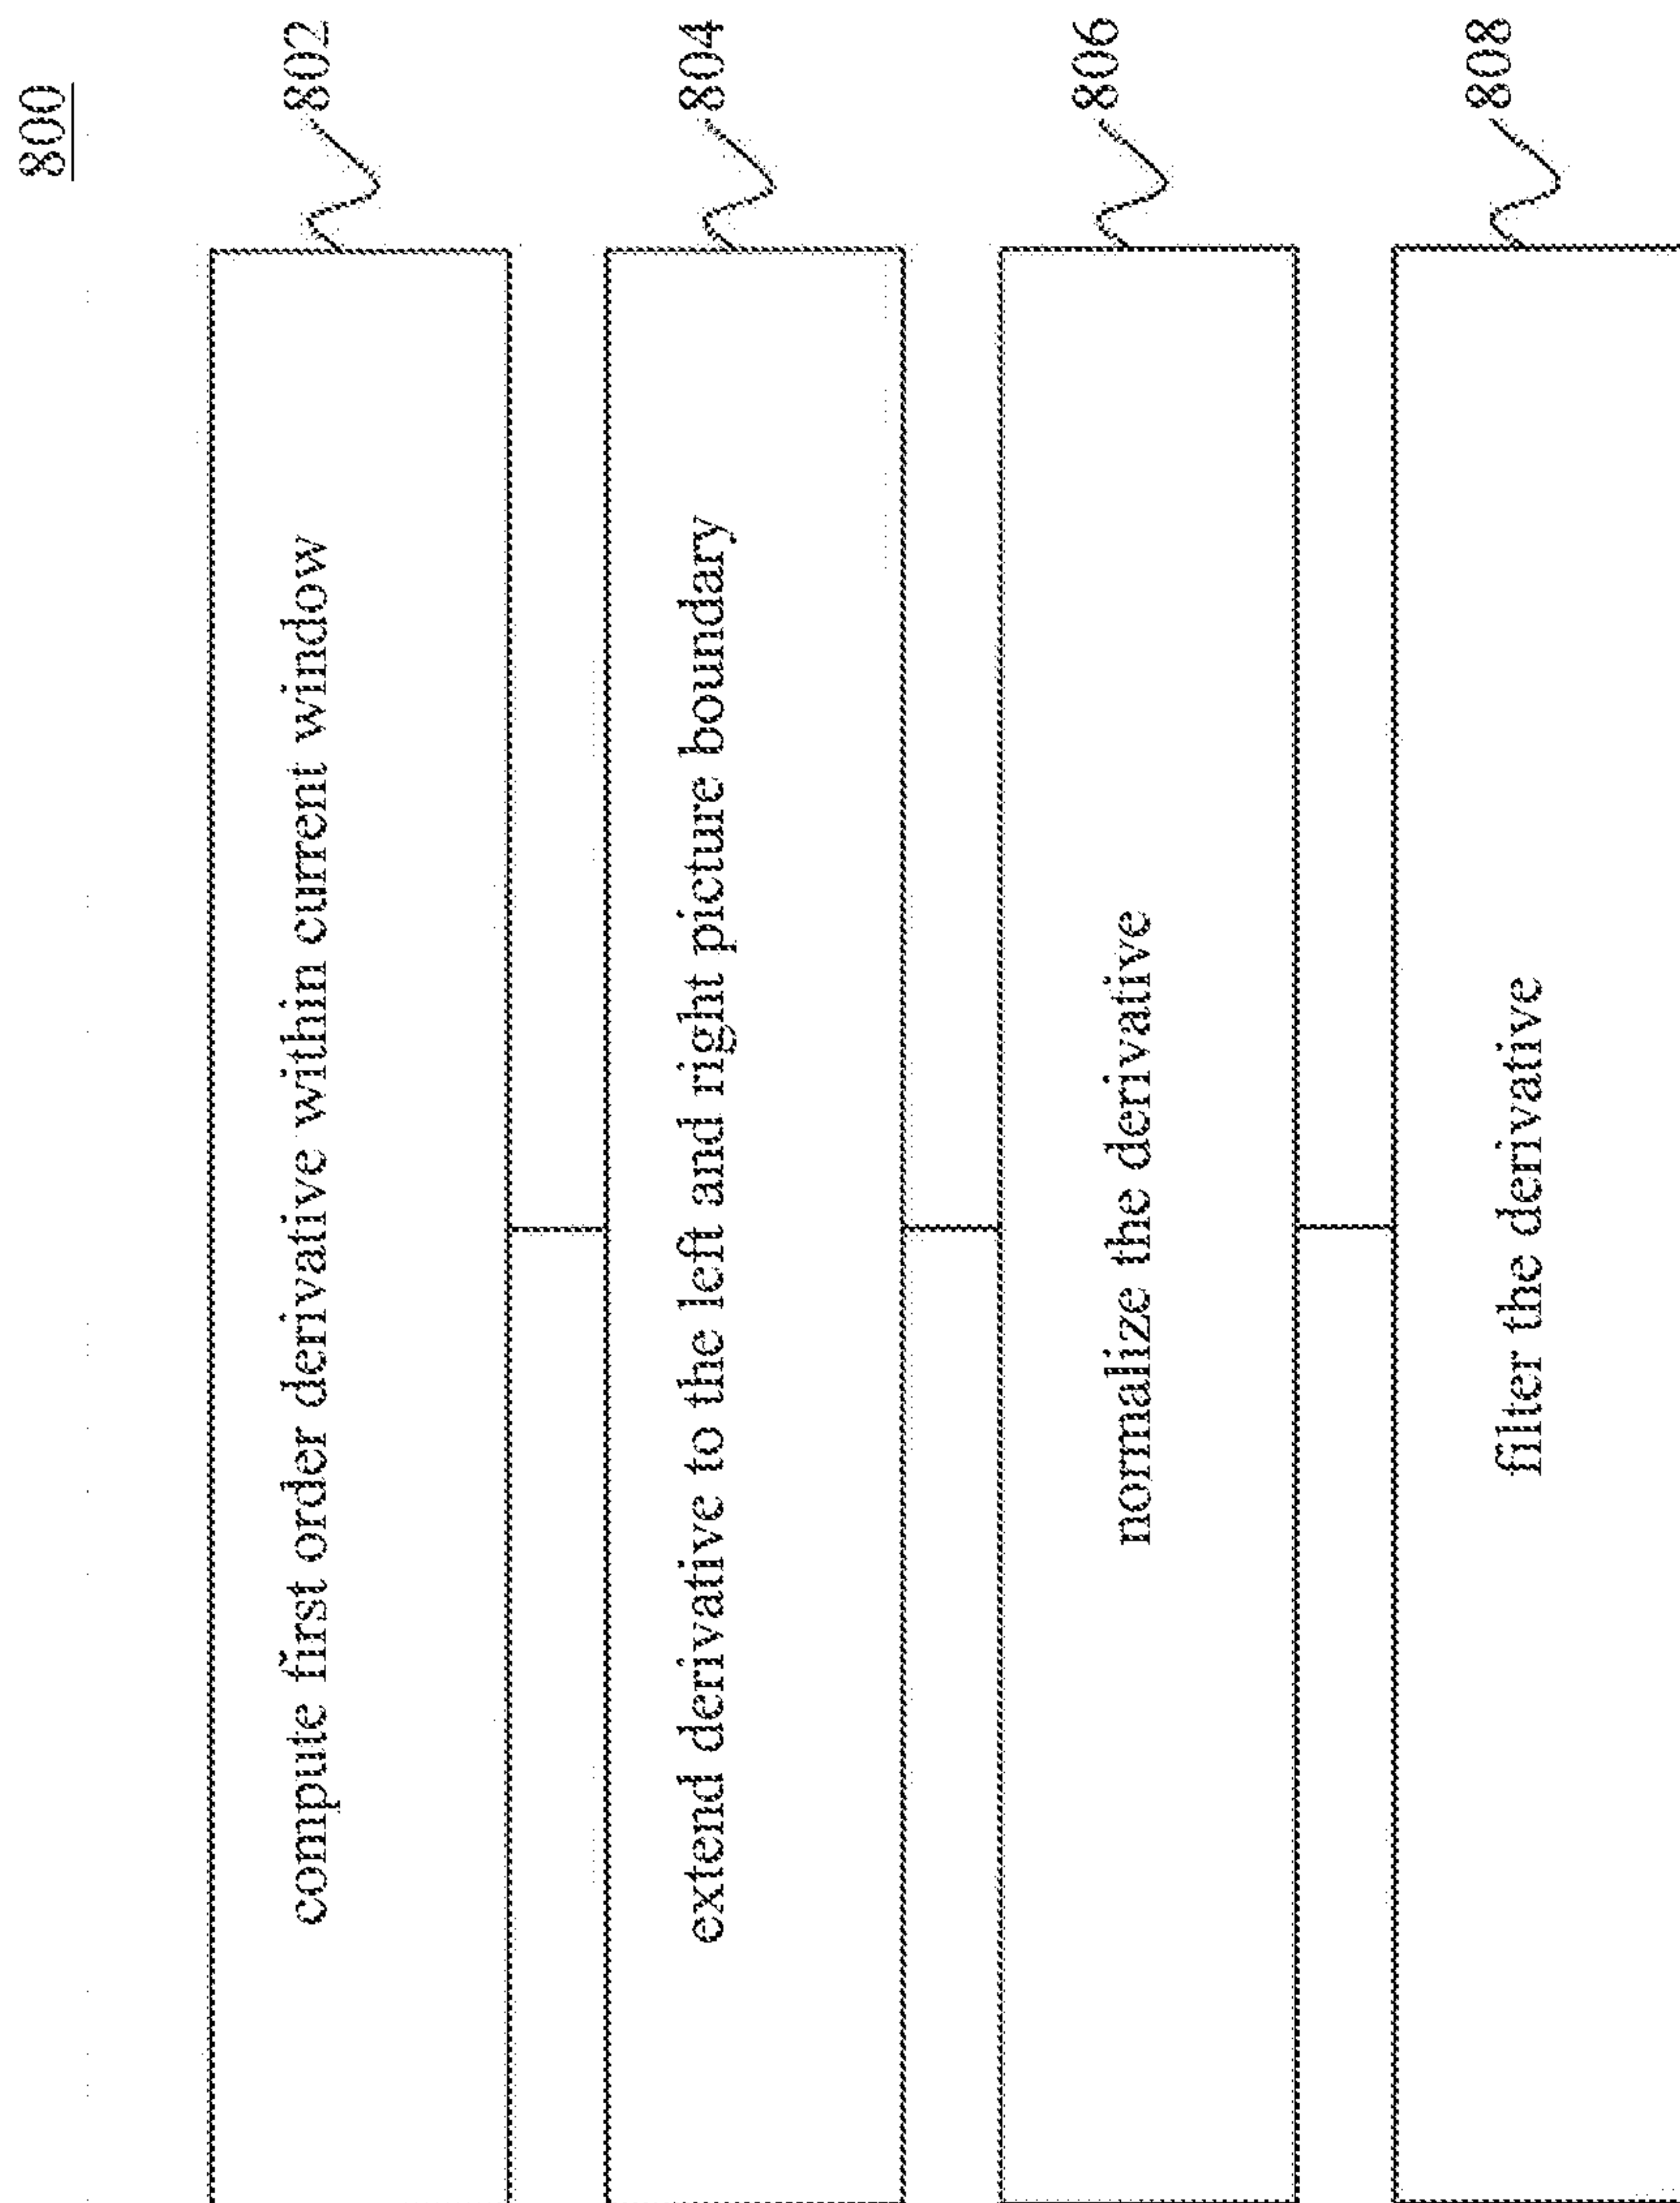 800
compute first order derivative within current window
802
extend derivative to the left and right picture boundary
804
normalize the derivative
806
filter the derivative
808